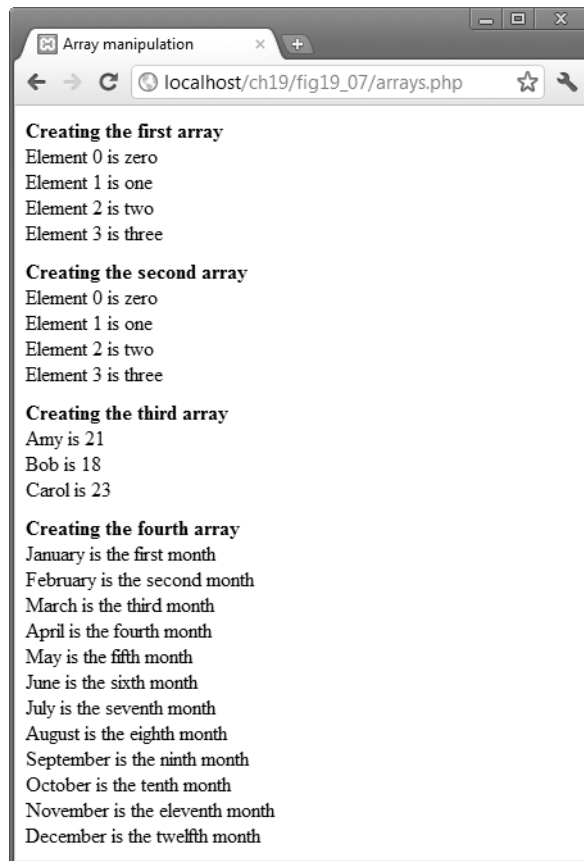 Array manipulation
localhost/ch19/fig19_07/arrays.php
Creating the first array
Element 0 is zero
Element 1 is one
Element 2 is two
Element 3 is three
Creating the second array
Element 0 is zero
Element 1 is one
Element 2 is two
Element 3 is three
Creating the third array
Amy is 21
Bob is 18
Carol is 23
Creating the fourth array
January is the first month
February is the second month
March is the third month
April is the fourth month
May is the fifth month
June is the sixth month
July is the seventh month
August is the eighth month
September is the ninth month
October is the tenth month
November is the eleventh month
December is the twelfth month